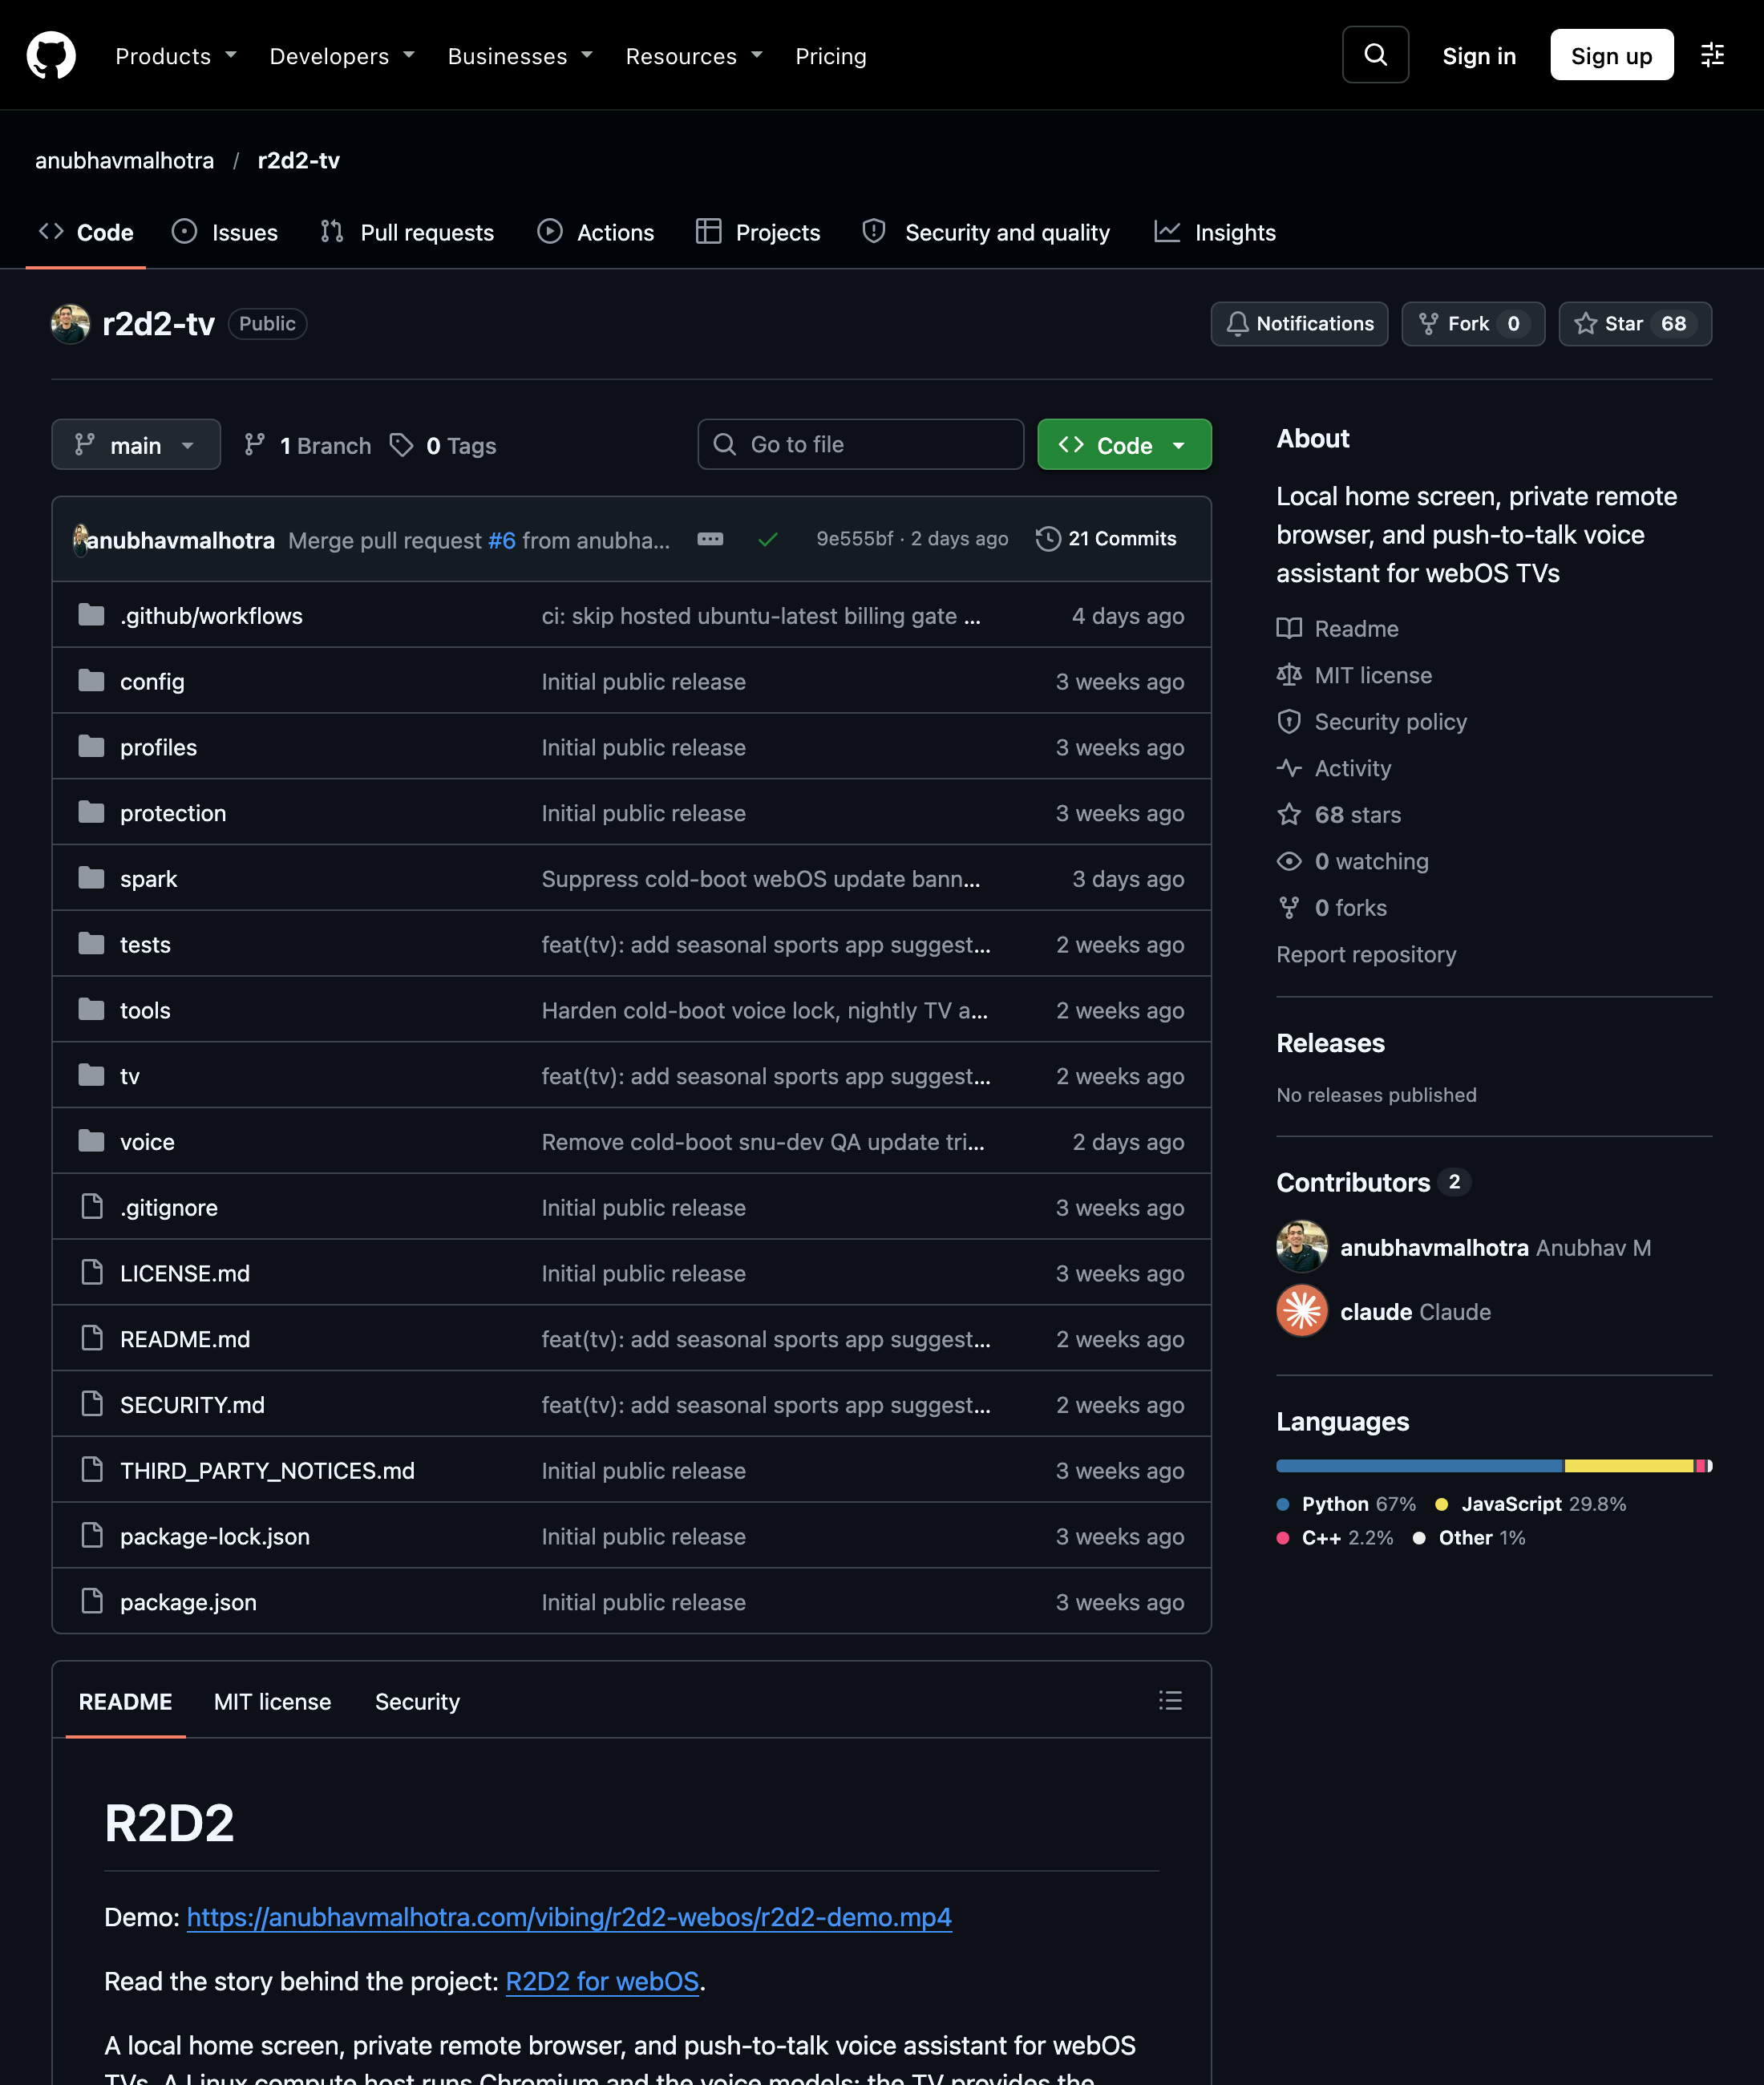 Products Developers Businesses Resources Pricing Sign in Sign up
anubhavmalhotra / r2d2-tv
Code Issues Pull requests Actions Projects Security and quality Insights
r2d2-tv Public Notifications Fork 0 Star 68
main 1 Branch 0 Tags Go to file Code
anubhavmalhotra Merge pull request #6 from anubha... 9e555bf · 2 days ago 21 Commits
.github/workflows ci: skip hosted ubuntu-latest billing gate ... 4 days ago
config Initial public release 3 weeks ago
profiles Initial public release 3 weeks ago
protection Initial public release 3 weeks ago
spark Suppress cold-boot webOS update bann... 3 days ago
tests feat(tv): add seasonal sports app suggest... 2 weeks ago
tools Harden cold-boot voice lock, nightly TV a... 2 weeks ago
tv feat(tv): add seasonal sports app suggest... 2 weeks ago
voice Remove cold-boot snu-dev QA update tri... 2 days ago
.gitignore Initial public release 3 weeks ago
LICENSE.md Initial public release 3 weeks ago
README.md feat(tv): add seasonal sports app suggest... 2 weeks ago
SECURITY.md feat(tv): add seasonal sports app suggest... 2 weeks ago
THIRD_PARTY_NOTICES.md Initial public release 3 weeks ago
package-lock.json Initial public release 3 weeks ago
package.json Initial public release 3 weeks ago
README MIT license Security
R2D2
Demo: https://anubhavmalhotra.com/vibing/r2d2-webos/r2d2-demo.mp4
Read the story behind the project: R2D2 for webOS.
A local home screen, private remote browser, and push-to-talk voice assistant for webOS
TVs. A Linux compute host runs Chromium and the voice models; the TV provides the
About
Local home screen, private remote
browser, and push-to-talk voice
assistant for webOS TVs
Readme
MIT license
Security policy
Activity
68 stars
0 watching
0 forks
Report repository
Releases
No releases published
Contributors 2
anubhavmalhotra Anubhav M
claude Claude
Languages
Python 67% JavaScript 29.8%
C++ 2.2% Other 1%